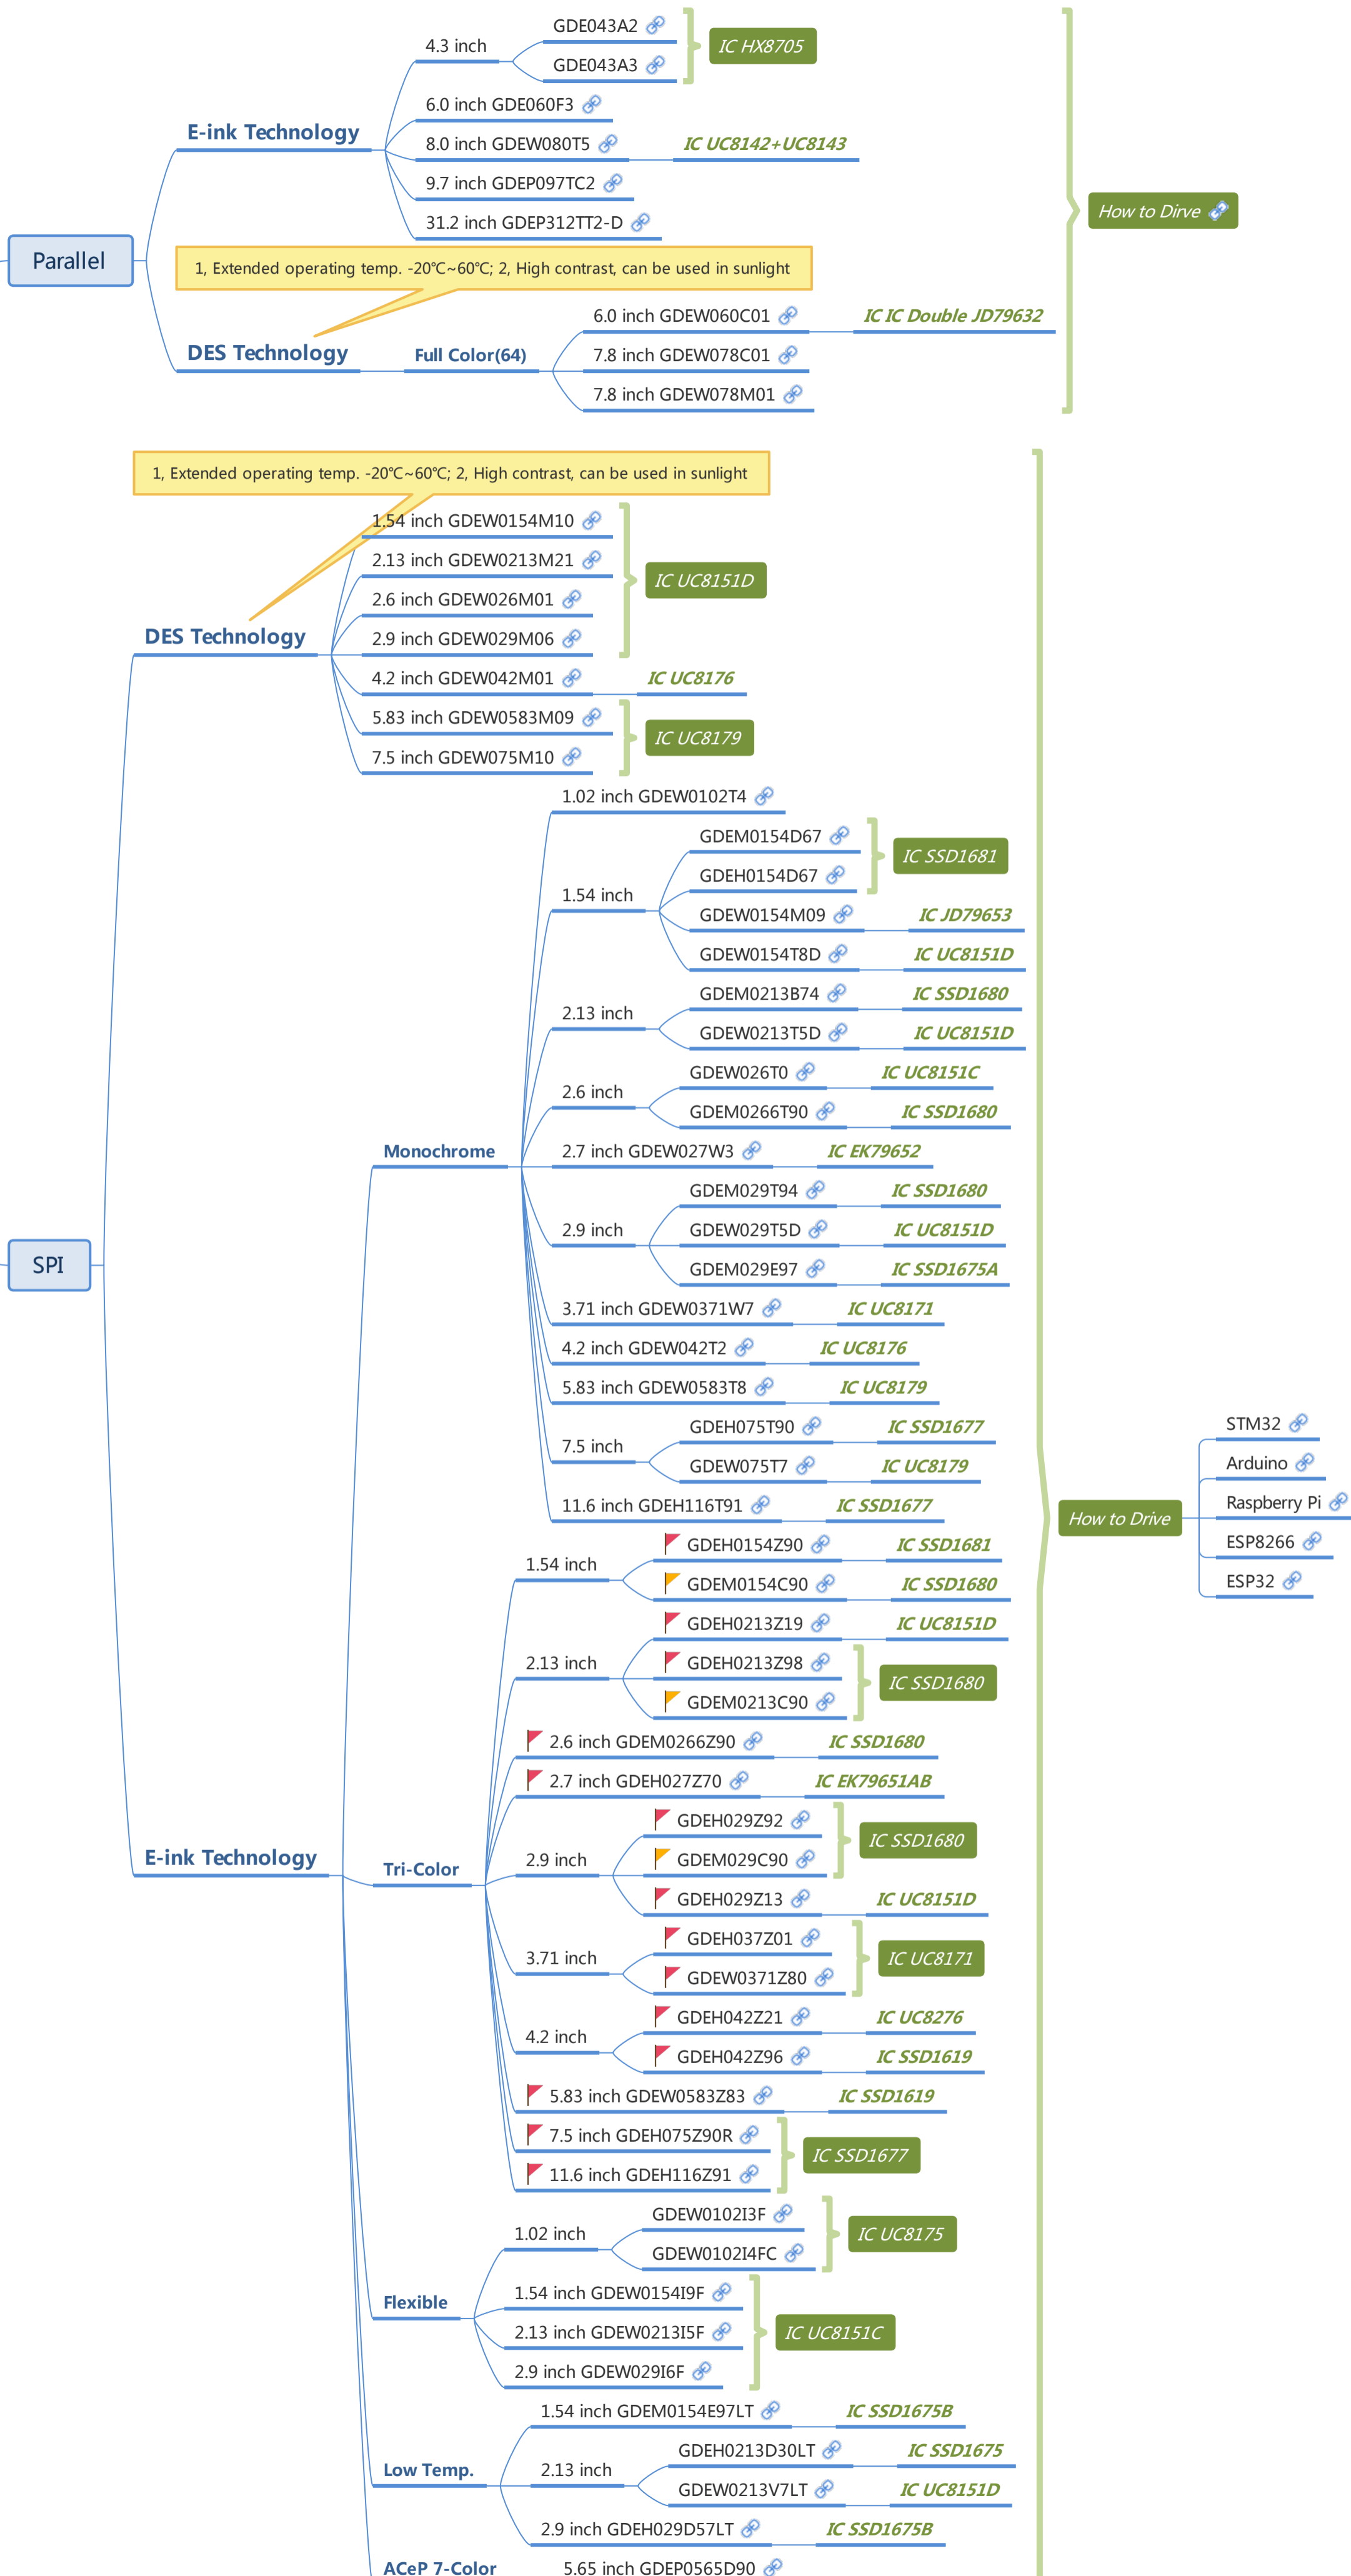 GDE043A2
4.3 inch
IC HX8705
GDE043A3
6.0 inch GDE060F3
E-ink Technology
8.0 inch GDEW080T5
IC UC8142+UC8143
9.7 inch GDEP097TC2
31.2 inch GDEP312TT2-D
How to Dirve
Parallel
1, Extended operating temp. -20℃~60℃; 2, High contrast, can be used in sunlight
6.0 inch GDEW060C01
IC IC Double JD79632
DES Technology
Full Color(64)
7.8 inch GDEW078C01
7.8 inch GDEW078M01
1, Extended operating temp. -20℃~60℃; 2, High contrast, can be used in sunlight
1.54 inch GDEW0154M10
2.13 inch GDEW0213M21
IC UC8151D
2.6 inch GDEW026M01
DES Technology
2.9 inch GDEW029M06
4.2 inch GDEW042M01
IC UC8176
5.83 inch GDEW0583M09
IC UC8179
7.5 inch GDEW075M10
1.02 inch GDEW0102T4
GDEM0154D67
IC SSD1681
GDEH0154D67
1.54 inch
GDEW0154M09
IC JD79653
GDEW0154T8D
IC UC8151D
GDEM0213B74
IC SSD1680
2.13 inch
GDEW0213T5D
IC UC8151D
GDEW026T0
IC UC8151C
2.6 inch
GDEM0266T90
IC SSD1680
Monochrome
2.7 inch GDEW027W3
IC EK79652
GDEM029T94
IC SSD1680
2.9 inch
GDEW029T5D
IC UC8151D
SPI
GDEM029E97
IC SSD1675A
3.71 inch GDEW0371W7
IC UC8171
4.2 inch GDEW042T2
IC UC8176
5.83 inch GDEW0583T8
IC UC8179
GDEH075T90
IC SSD1677
7.5 inch
GDEW075T7
IC UC8179
11.6 inch GDEH116T91
IC SSD1677
How to Drive
STM32
Arduino
Raspberry Pi
ESP8266
ESP32
GDEH0154Z90
IC SSD1681
1.54 inch
GDEM0154C90
IC SSD1680
GDEH0213Z19
IC UC8151D
2.13 inch
GDEH0213Z98
IC SSD1680
GDEM0213C90
2.6 inch GDEM0266Z90
IC SSD1680
2.7 inch GDEH027Z70
IC EK79651AB
GDEH029Z92
IC SSD1680
E-ink Technology
Tri-Color
2.9 inch
GDEM029C90
GDEH029Z13
IC UC8151D
GDEH037Z01
3.71 inch
IC UC8171
GDEW0371Z80
GDEH042Z21
IC UC8276
4.2 inch
GDEH042Z96
IC SSD1619
5.83 inch GDEW0583Z83
IC SSD1619
7.5 inch GDEH075Z90R
IC SSD1677
11.6 inch GDEH116Z91
GDEW0102I3F
1.02 inch
IC UC8175
GDEW0102I4FC
1.54 inch GDEW0154I9F
Flexible
2.13 inch GDEW0213I5F
IC UC8151C
2.9 inch GDEW029I6F
1.54 inch GDEM0154E97LT
IC SSD1675B
GDEH0213D30LT
IC SSD1675
Low Temp.
2.13 inch
GDEW0213V7LT
IC UC8151D
2.9 inch GDEH029D57LT
IC SSD1675B
ACeP 7-Color
5.65 inch GDEP0565D90